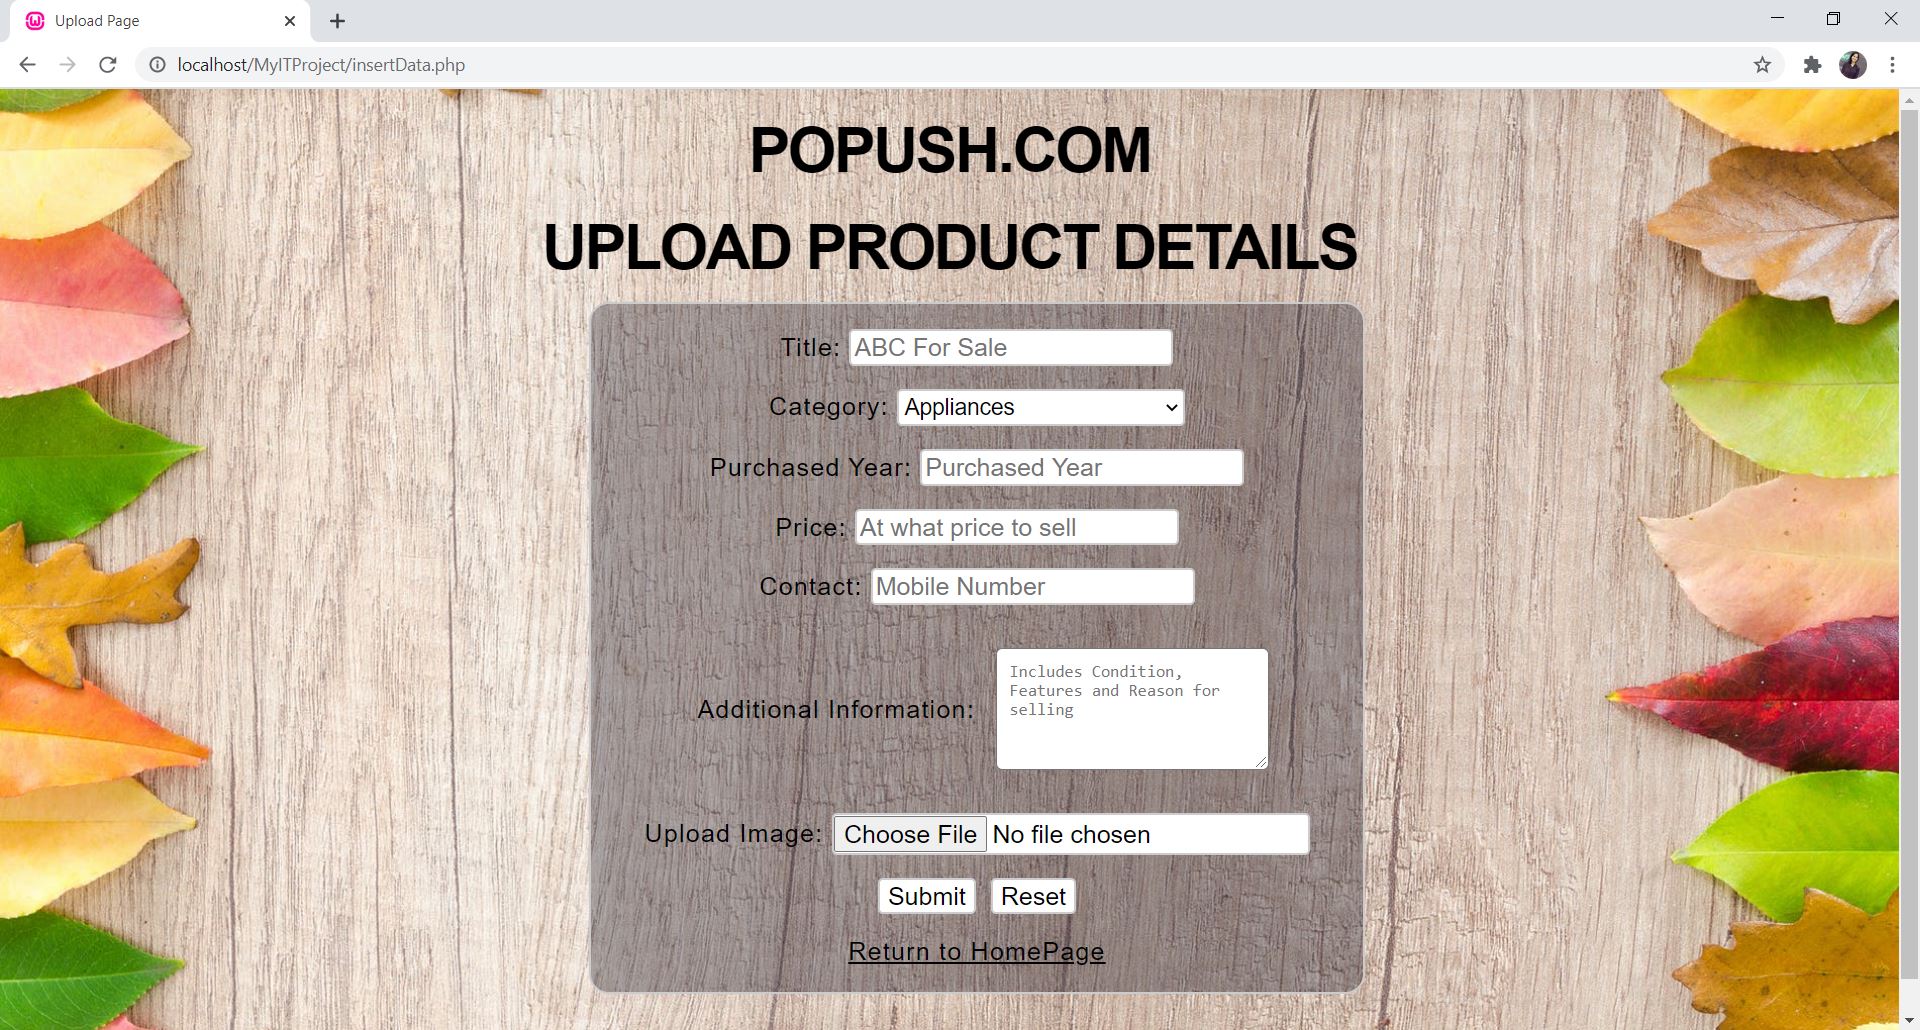 Upload Page
localhost/MyITProject/insertData.php
POPUSH.COM
UPLOAD PRODUCT DETAILS
Title: ABC For Sale
Category: Appliances
Purchased Year: Purchased Year
Price: At what price to sell
Contact: Mobile Number
Includes Condition,
Features and Reason for
selling
Additional Information:
Upload Image: Choose File No file chosen
Submit Reset
Return to HomePage